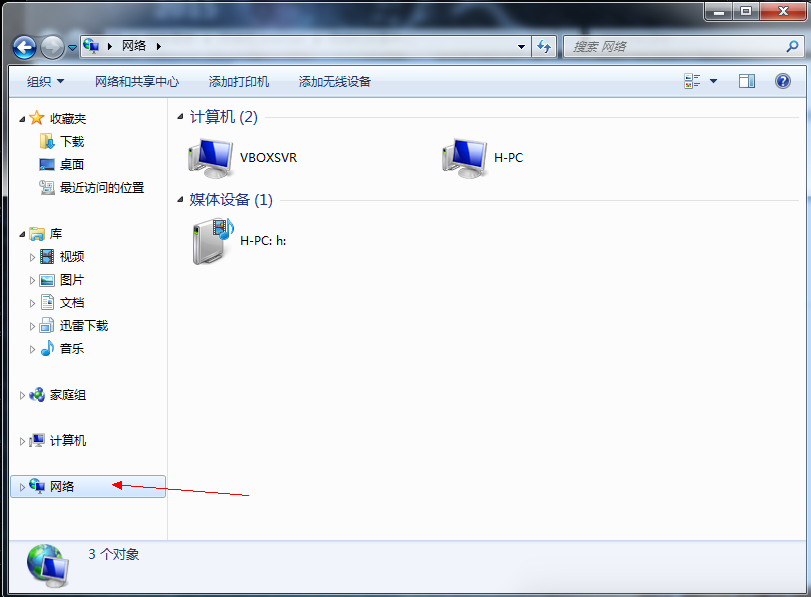 网络
搜索 网络
组织 网络和共享中心 添加打印机 添加无线设备
收藏夹
下载
桌面
最近访问的位置
库
视频
图片
文档
迅雷下载
音乐
家庭组
计算机
网络
计算机 (2)
VBOXSVR H-PC
媒体设备 (1)
H-PC: h:
3 个对象